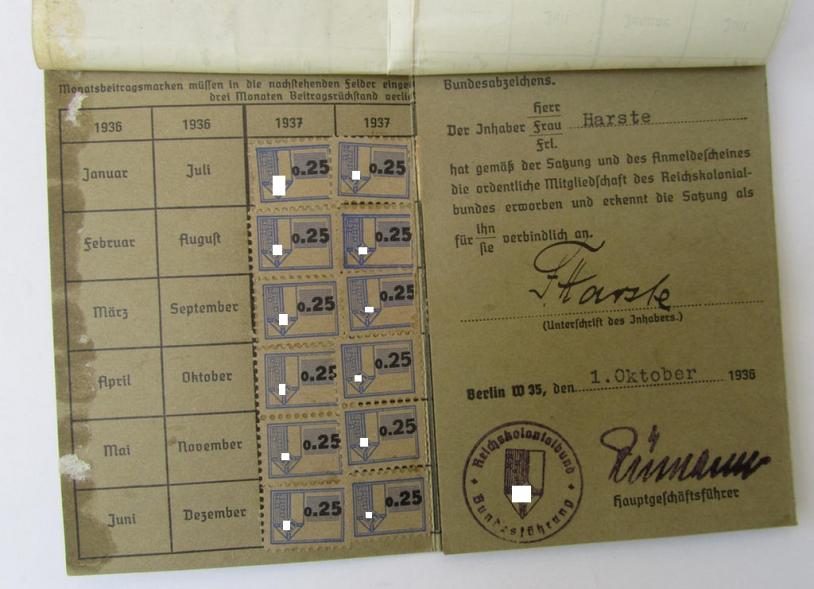 Monatsbeitragsmarken müssen in die nachstehenden Felder einge
drei Monaten Beitragsrückstand verli
1936 1936 1937 1937
Januar Juli 0.25 0.25
Februar August 0.25 0.25
März September 0.25 0.25
April Oktober 0.25 0.25
Mai November 0.25 0.25
Juni Dezember 0.25 0.25
Bundesabzeichens.
Herr
Der Inhaber Frau Harste
Frl.
hat gemäß der Satzung und des Anmeldescheines
die ordentliche Mitgliedschaft des Reichskolonial-
bundes erworben und erkennt die Satzung als
für ihn
sie verbindlich an.
F Harste
(Unterschrift des Inhabers.)
Berlin W 35, den 1.Oktober 1936
Reichskolonialbund
Bundesführung
Hauptgeschäftsführer